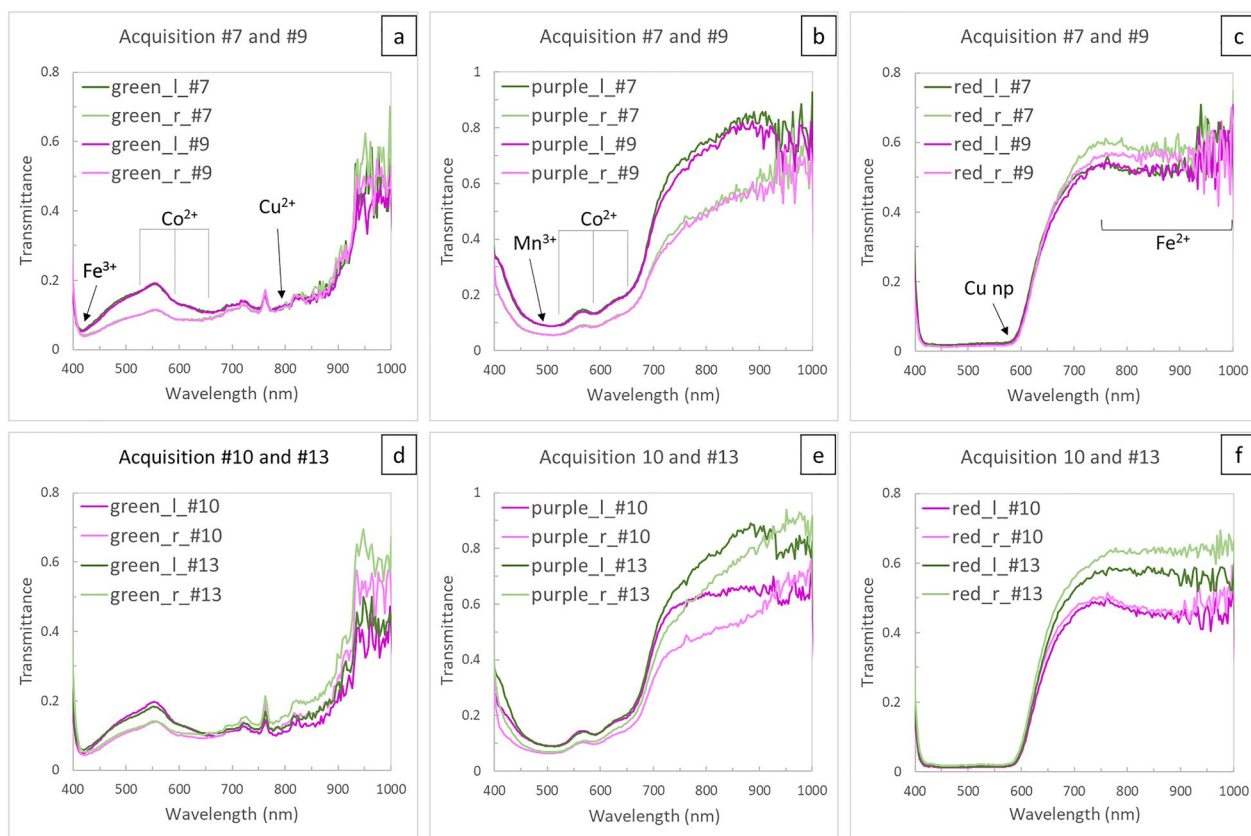 Acquisition #7 and #9
a
0.8
0.6
0.4
0.2
0
Transmittance
green_l_#7
green_r_#7
green_l_#9
green_r_#9
Fe³⁺
Co²⁺
Cu²⁺
400 500 600 700 800 900 1000
Wavelength (nm)
Acquisition #7 and #9
b
1
0.8
0.6
0.4
0.2
0
Transmittance
purple_l_#7
purple_r_#7
purple_l_#9
purple_r_#9
Mn³⁺
Co²⁺
400 500 600 700 800 900 1000
Wavelength (nm)
Acquisition #7 and #9
c
0.8
0.6
0.4
0.2
0
Transmittance
red_l_#7
red_r_#7
red_l_#9
red_r_#9
Cu np
Fe²⁺
400 500 600 700 800 900 1000
Wavelength (nm)
Acquisition #10 and #13
d
0.8
0.6
0.4
0.2
0
Transmittance
green_l_#10
green_r_#10
green_l_#13
green_r_#13
400 500 600 700 800 900 1000
Wavelength (nm)
Acquisition 10 and #13
e
1
0.8
0.6
0.4
0.2
0
Transmittance
purple_l_#10
purple_r_#10
purple_l_#13
purple_r_#13
400 500 600 700 800 900 1000
Wavelength (nm)
Acquisition 10 and #13
f
0.8
0.6
0.4
0.2
0
Transmittance
red_l_#10
red_r_#10
red_l_#13
red_r_#13
400 500 600 700 800 900 1000
Wavelength (nm)